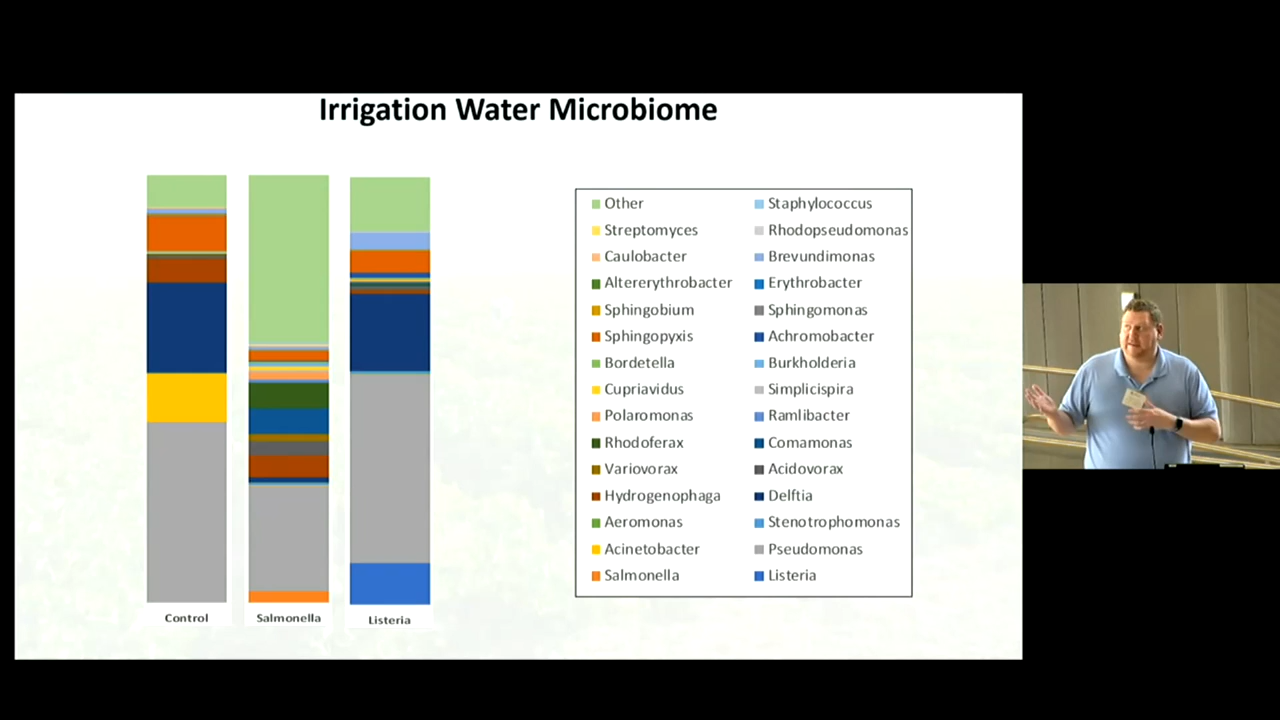 Irrigation Water Microbiome
Other
Staphylococcus
Streptomyces
Rhodopseudomonas
Caulobacter
Brevundimonas
Altererythrobacter
Erythrobacter
Sphingobium
Sphingomonas
Sphingopyxis
Achromobacter
Bordetella
Burkholderia
Cupriavidus
Simplicispira
Polaromonas
Ramlibacter
Rhodoferax
Comamonas
Variovorax
Acidovorax
Hydrogenophaga
Delftia
Aeromonas
Stenotrophomonas
Acinetobacter
Pseudomonas
Salmonella
Listeria
Control
Salmonella
Listeria